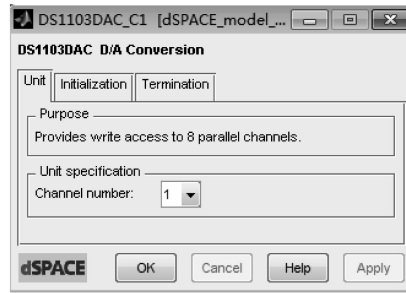 DS1103DAC_C1 [dSPACE_model_...
DS1103DAC D/A Conversion
Unit Initialization Termination
Purpose
Provides write access to 8 parallel channels.
Unit specification
Channel number: 1
dSPACE OK Cancel Help Apply